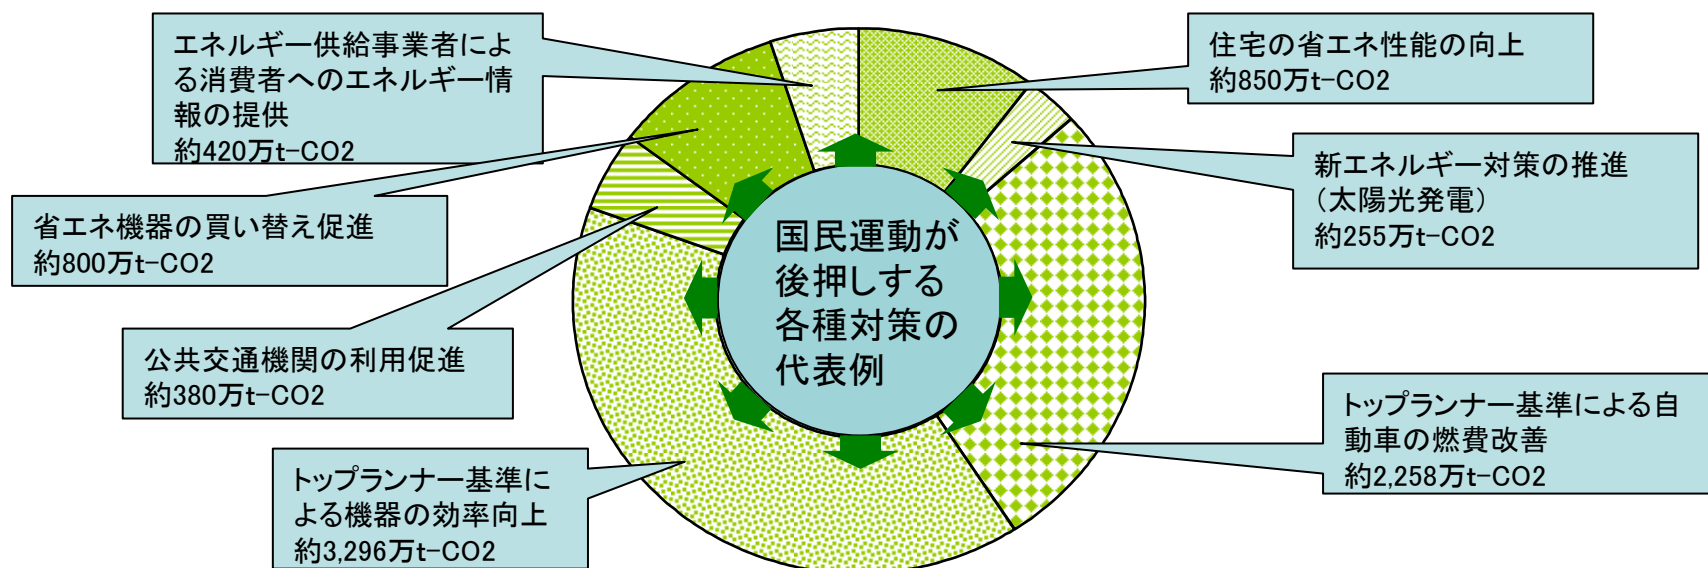 エネルギー供給事業者によ
る消費者へのエネルギー情
報の提供
約420万t-CO2
住宅の省エネ性能の向上
約850万t-CO2
新エネルギー対策の推進
（太陽光発電）
約255万t-CO2
省エネ機器の買い替え促進
約800万t-CO2
国民運動が
後押しする
各種対策の
代表例
公共交通機関の利用促進
約380万t-CO2
トップランナー基準による自
動車の燃費改善
約2,258万t-CO2
トップランナー基準に
よる機器の効率向上
約3,296万t-CO2